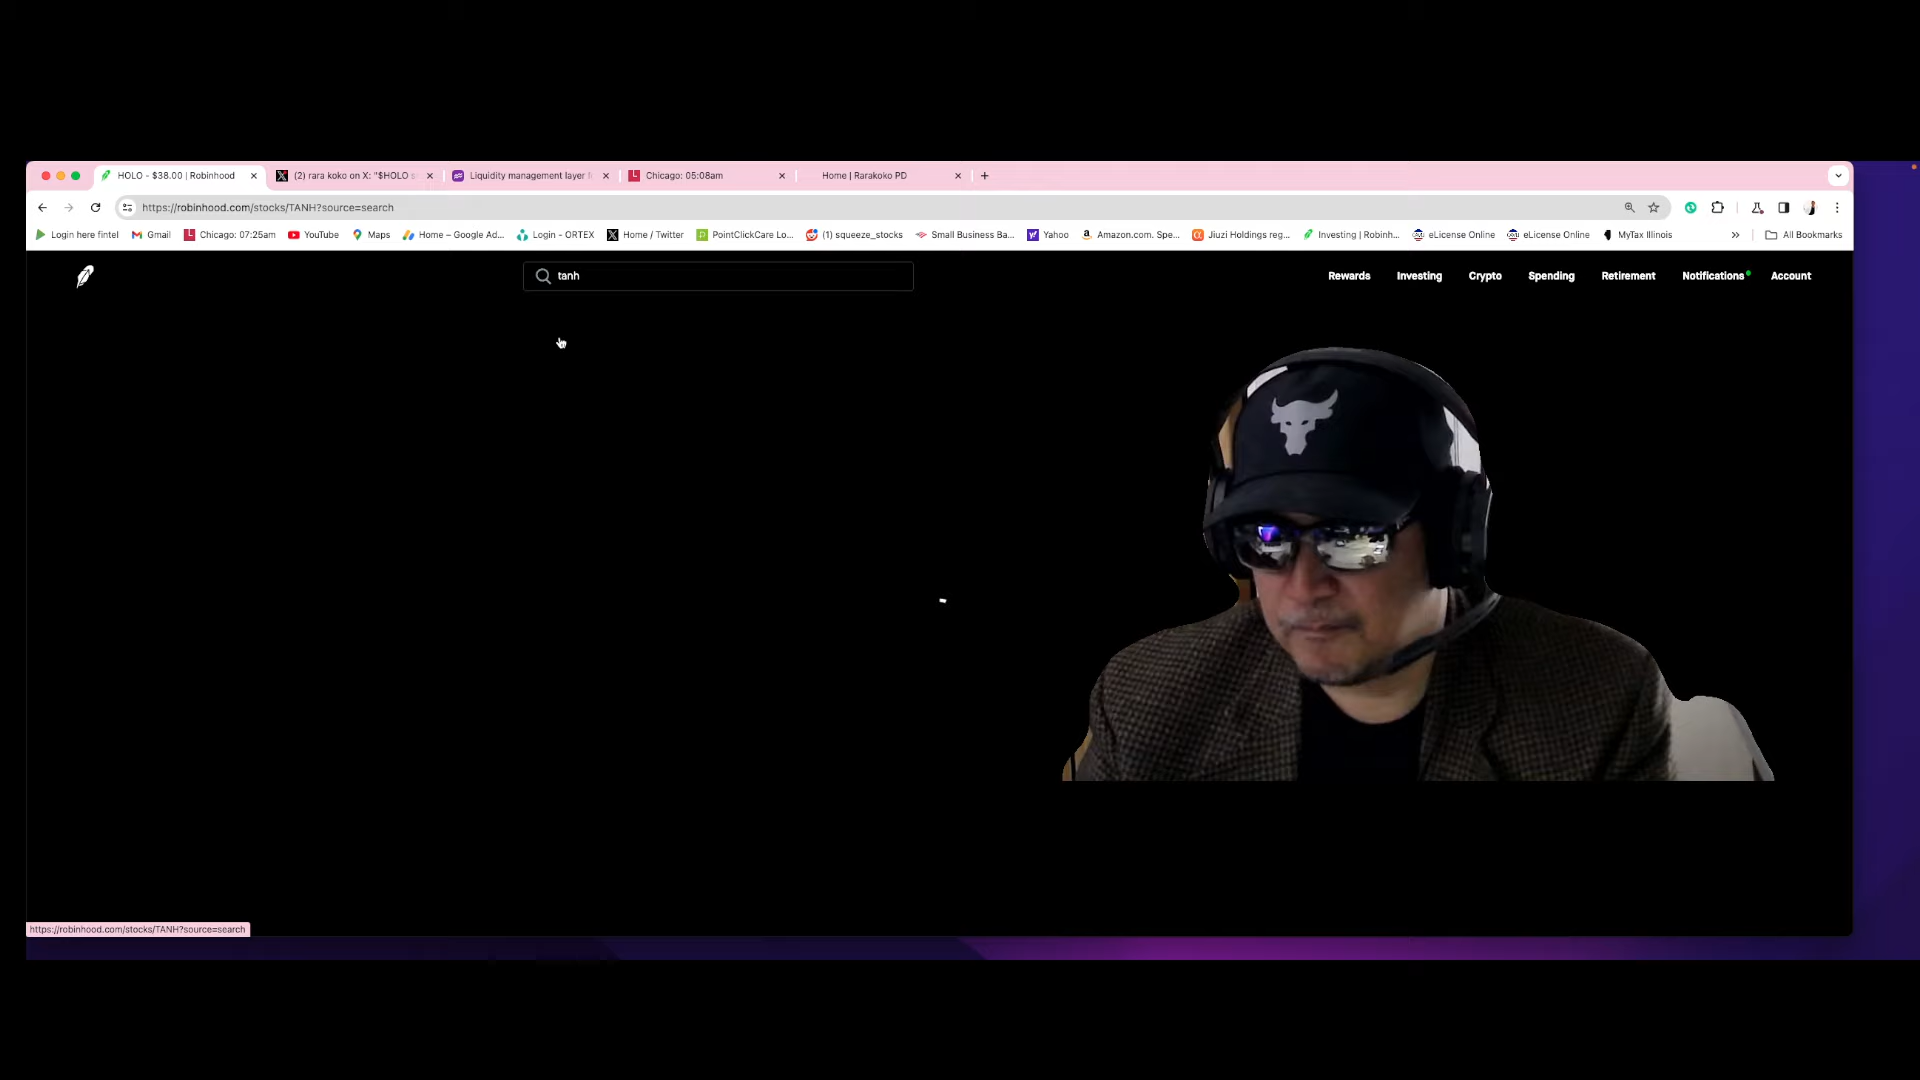 HOLO - $38.00 | Robinhood
(2) rara koko on X: "$HOLO s
Liquidity management layer f
Chicago: 05:08am
Home | Rarakoko PD
https://robinhood.com/stocks/TANH?source=search
Login here fintel
Gmail
Chicago: 07:25am
YouTube
Maps
Home – Google Ad...
Login - ORTEX
Home / Twitter
PointClickCare Lo...
(1) squeeze_stocks
Small Business Ba...
Yahoo
Amazon.com. Spe...
Jiuzi Holdings reg...
Investing | Robinh...
eLicense Online
eLicense Online
MyTax Illinois
All Bookmarks
tanh
Rewards
Investing
Crypto
Spending
Retirement
Notifications
Account
https://robinhood.com/stocks/TANH?source=search